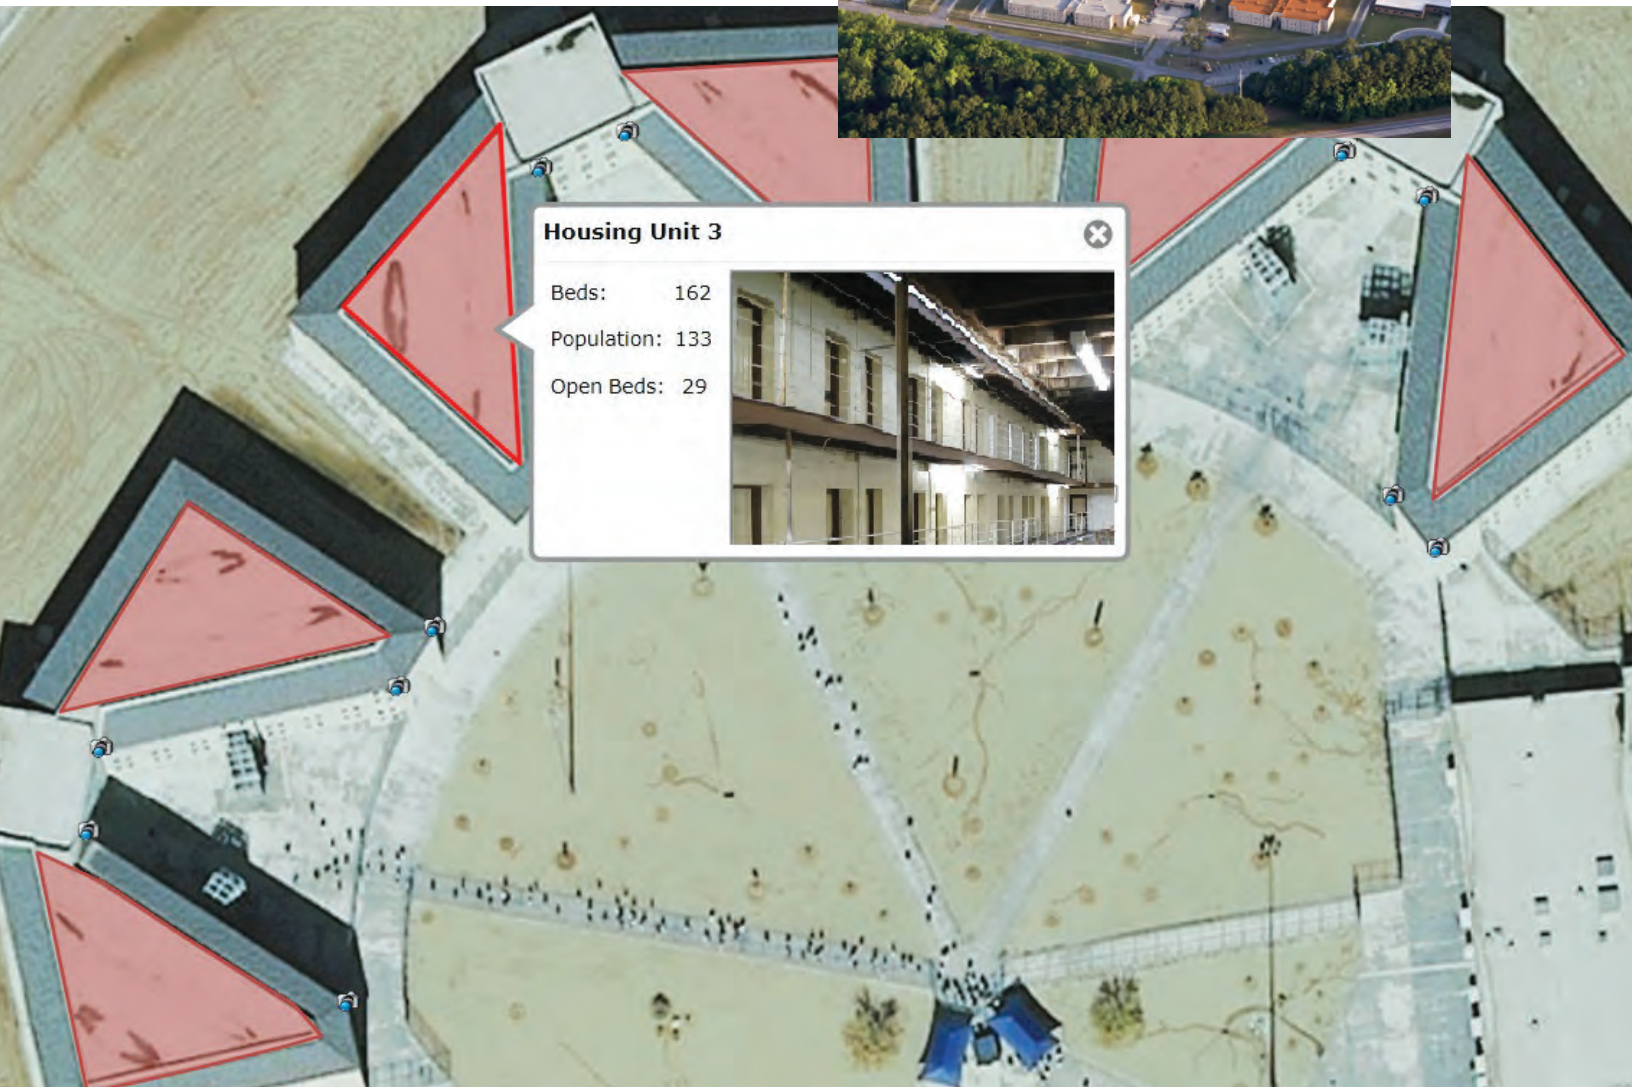 Housing Unit 3
Beds: 162
Population: 133
Open Beds: 29